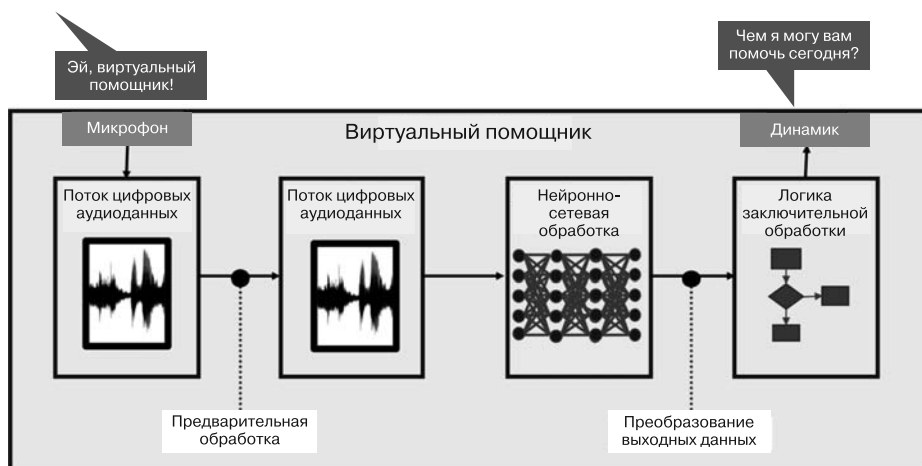 Эй, виртуальный
помощник!
Чем я могу вам
помочь сегодня?
Микрофон
Виртуальный помощник
Динамик
Поток цифровых
аудиоданных
Поток цифровых
аудиоданных
Нейронно-
сетевая
обработка
Логика
заключительной
обработки
Предварительная
обработка
Преобразование
выходных данных